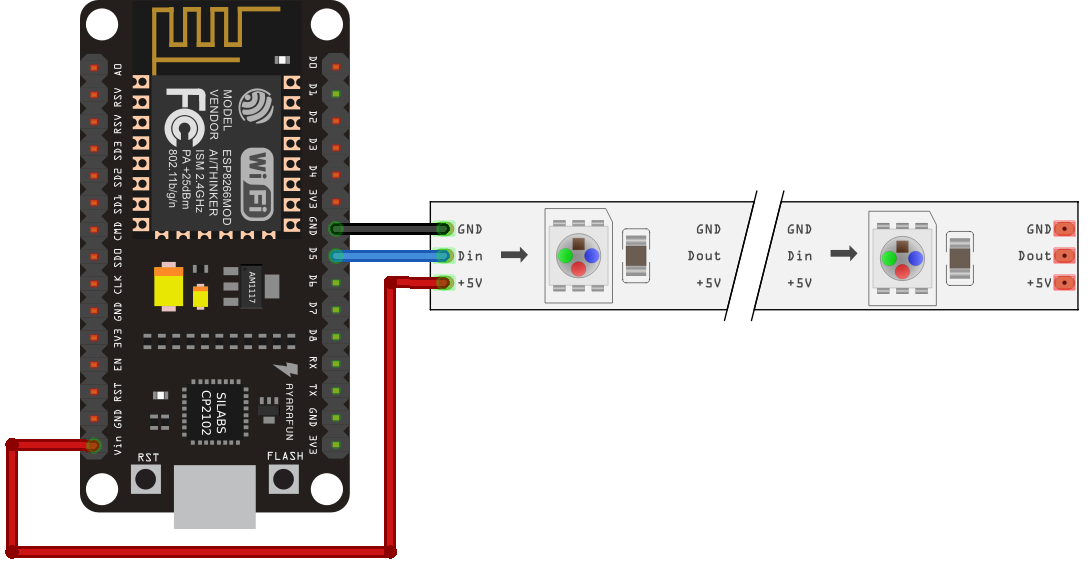 A0
RSV
RSV
SD3
SD2
SD1
CMD
SD0
CLK
GND
3V3
EN
RST
GND
Vin
FC
MODEL ESP8266MOD
VENDOR AI/THINKER
ISM 2.4GHz
PA +25dBm
802.11b/g/n
Wi Fi
AM1117
SILABS
CP2102
AYARAFUN
RST
FLASH
D0
D1
D2
D3
D4
3V3
GND
D5
D6
D7
D8
RX
TX
GND
3V3
GND GND GND GND
Din Dout Din Dout
+5V +5V +5V +5V